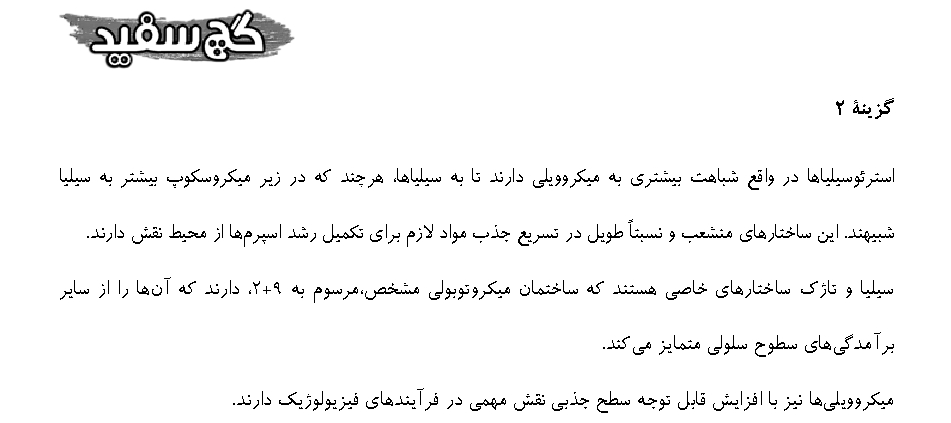 گچ سفید
گزینهٔ ۲
استرئوسیلیاها در واقع شباهت بیشتری به میکروویلی دارند تا به سیلیاها، هرچند که در زیر میکروسکوپ بیشتر به سیلیا
شبیهند. این ساختارهای منشعب و نسبتاً طویل در تسریع جذب مواد لازم برای تکمیل رشد اسپرم‌ها از محیط نقش دارند.
سیلیا و تاژک ساختارهای خاصی هستند که ساختمان میکروتوبولی مشخص،مرسوم به ۹+۲، دارند که آن‌ها را از سایر
برآمدگی‌های سطوح سلولی متمایز می‌کند.
میکروویلی‌ها نیز با افزایش قابل توجه سطح جذبی نقش مهمی در فرآیندهای فیزیولوژیک دارند.